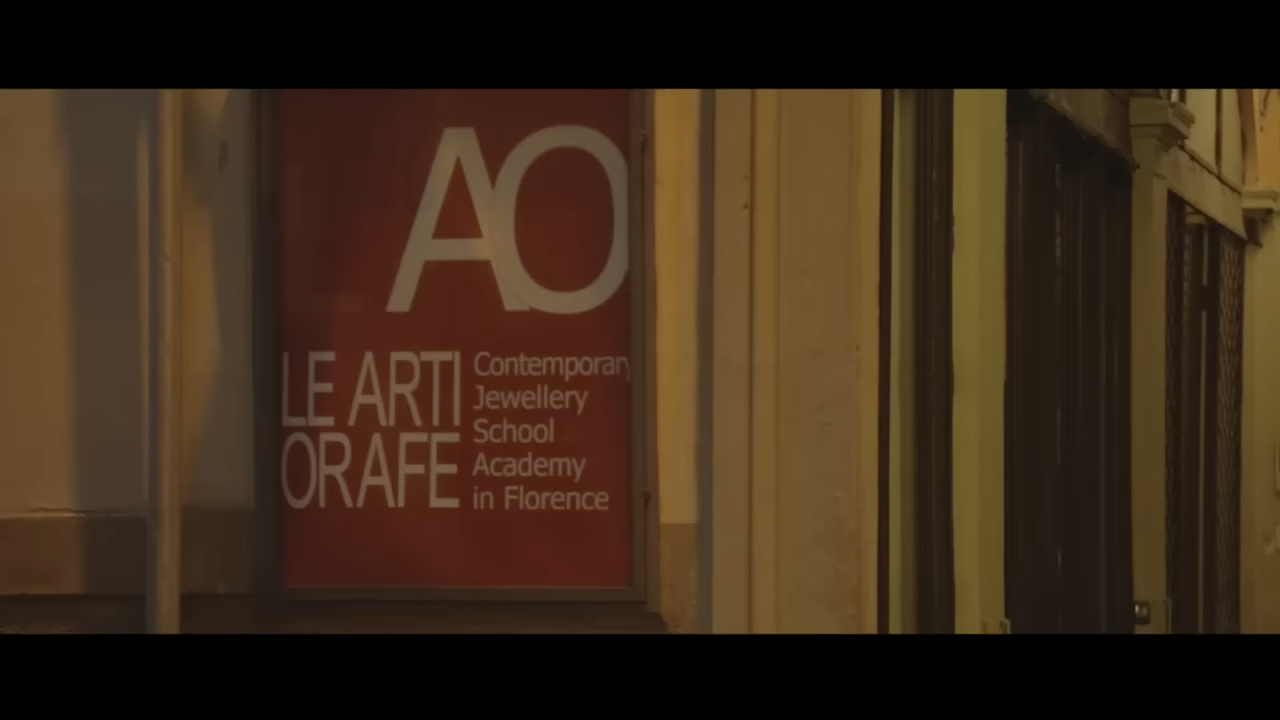 AO
LE ARTI
ORAFE
Contemporary
Jewellery
School
Academy
in Florence